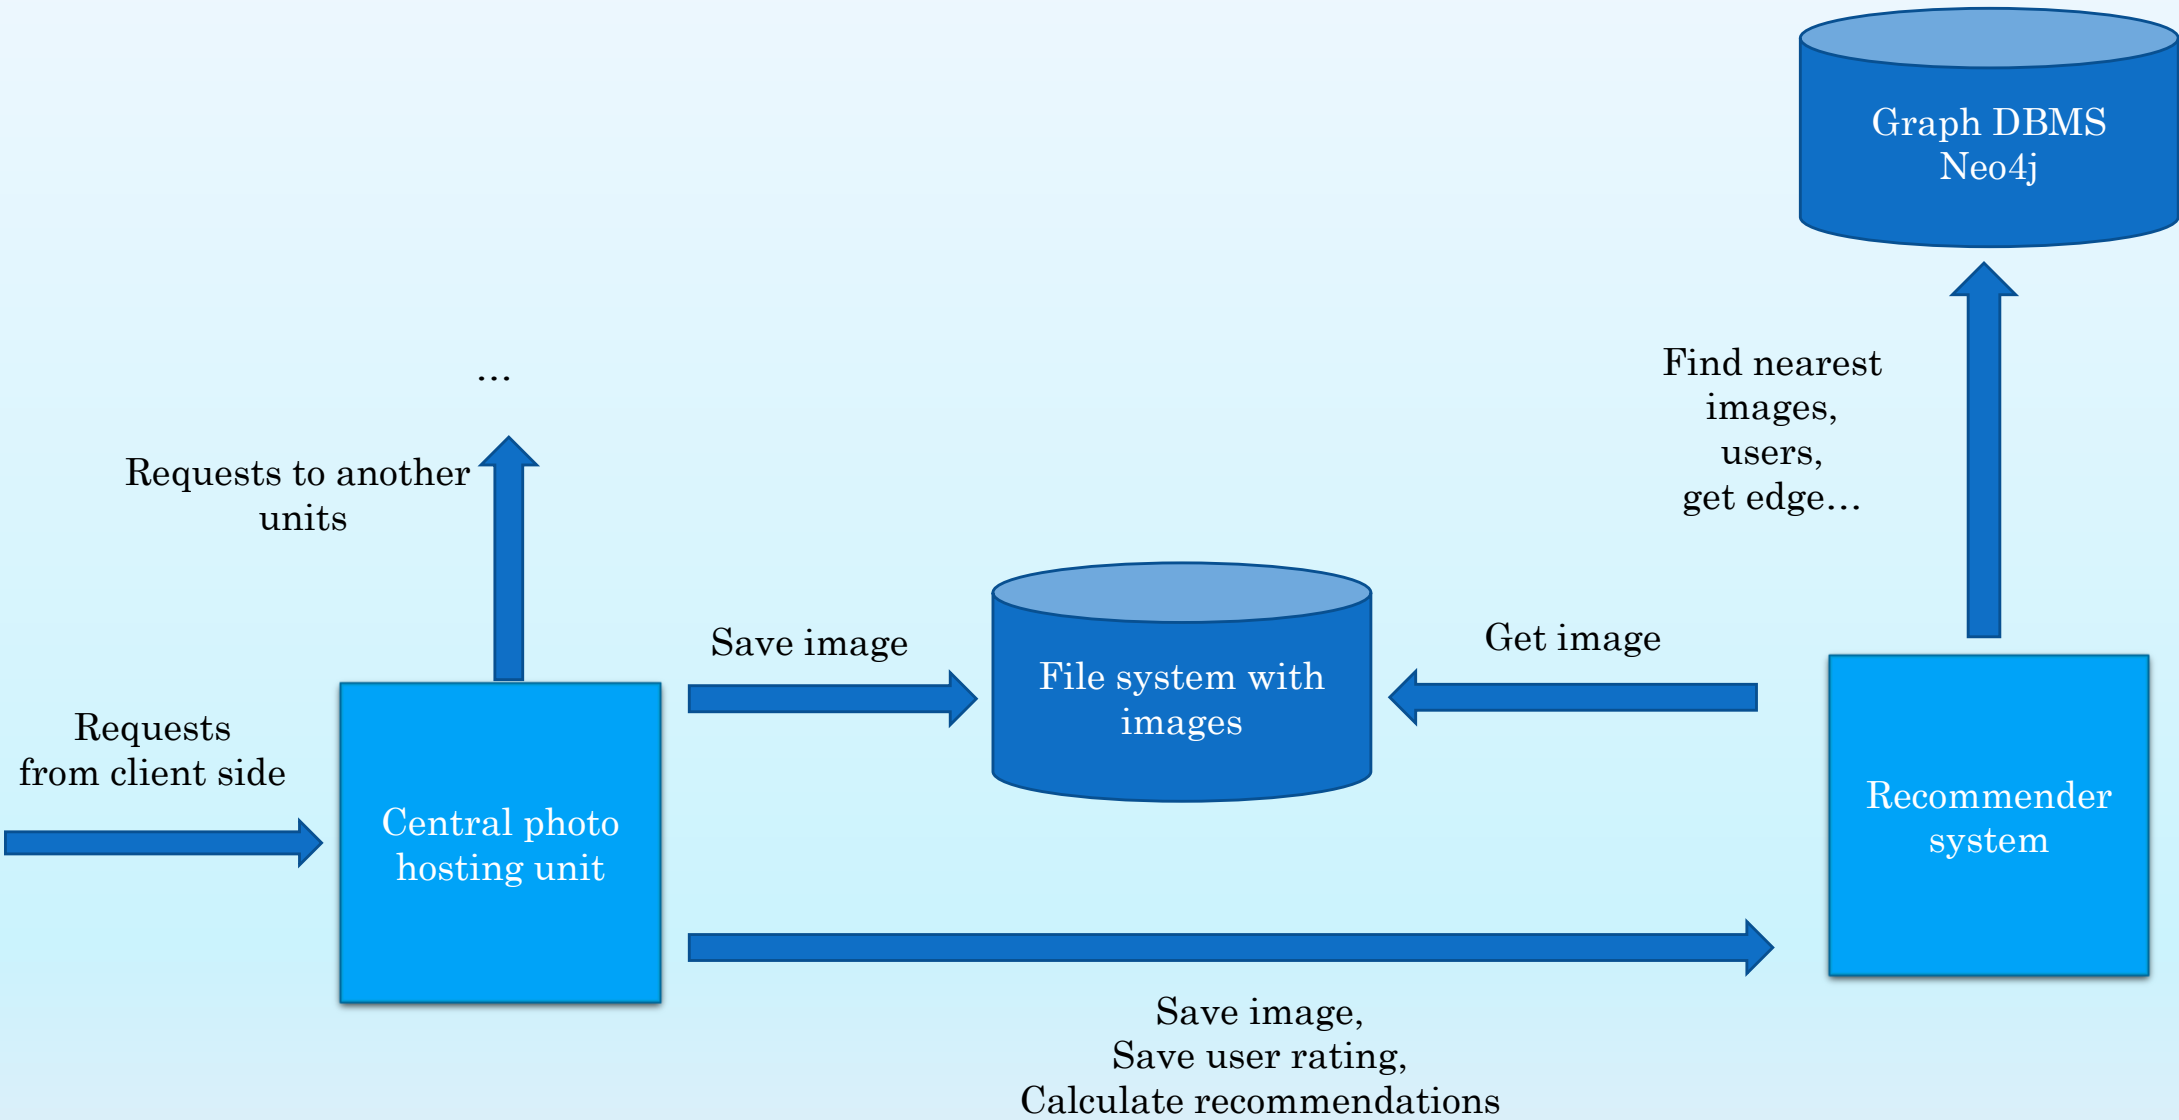 Graph DBMS
Neo4j
Find nearest
images,
users,
get edge...
...
Requests to another
units
Save image
File system with
images
Get image
Requests
from client side
Central photo
hosting unit
Recommender
system
Save image,
Save user rating,
Calculate recommendations